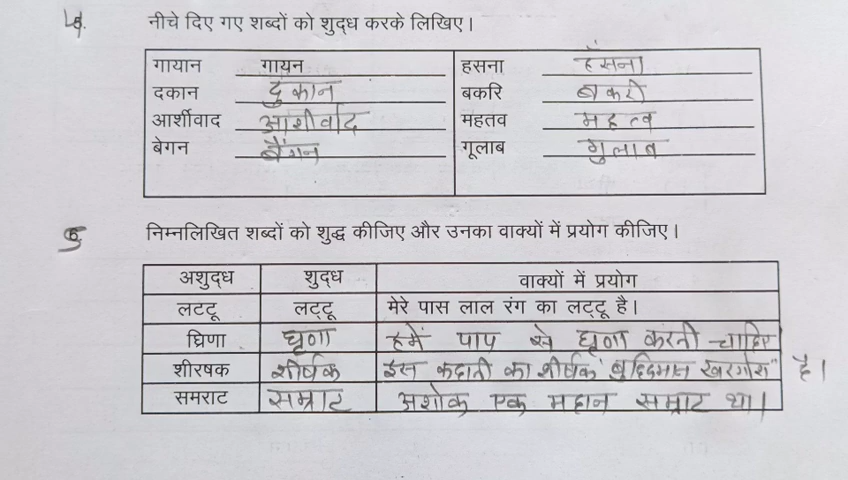 नीचे दिए गए शब्दों को शुद्ध करके लिखिए।
गायान गायन हसना हँसना
दकान दुकान बकरि बकरी
आर्शीवाद आशीर्वाद महतव महत्व
बेगन बैंगन गूलाब गुलाब
5. निम्नलिखित शब्दों को शुद्ध कीजिए और उनका वाक्यों में प्रयोग कीजिए।
अशुद्ध शुद्ध वाक्यों में प्रयोग
लटटू लट्टू मेरे पास लाल रंग का लट्टू है।
घ्रिणा घृणा हमें पाप से घृणा करनी चाहिए
शीरषक शीर्षक इस कहानी का शीर्षक "बुद्दिमान खरगोश" है।
समराट सम्राट अशोक एक महान सम्राट था।